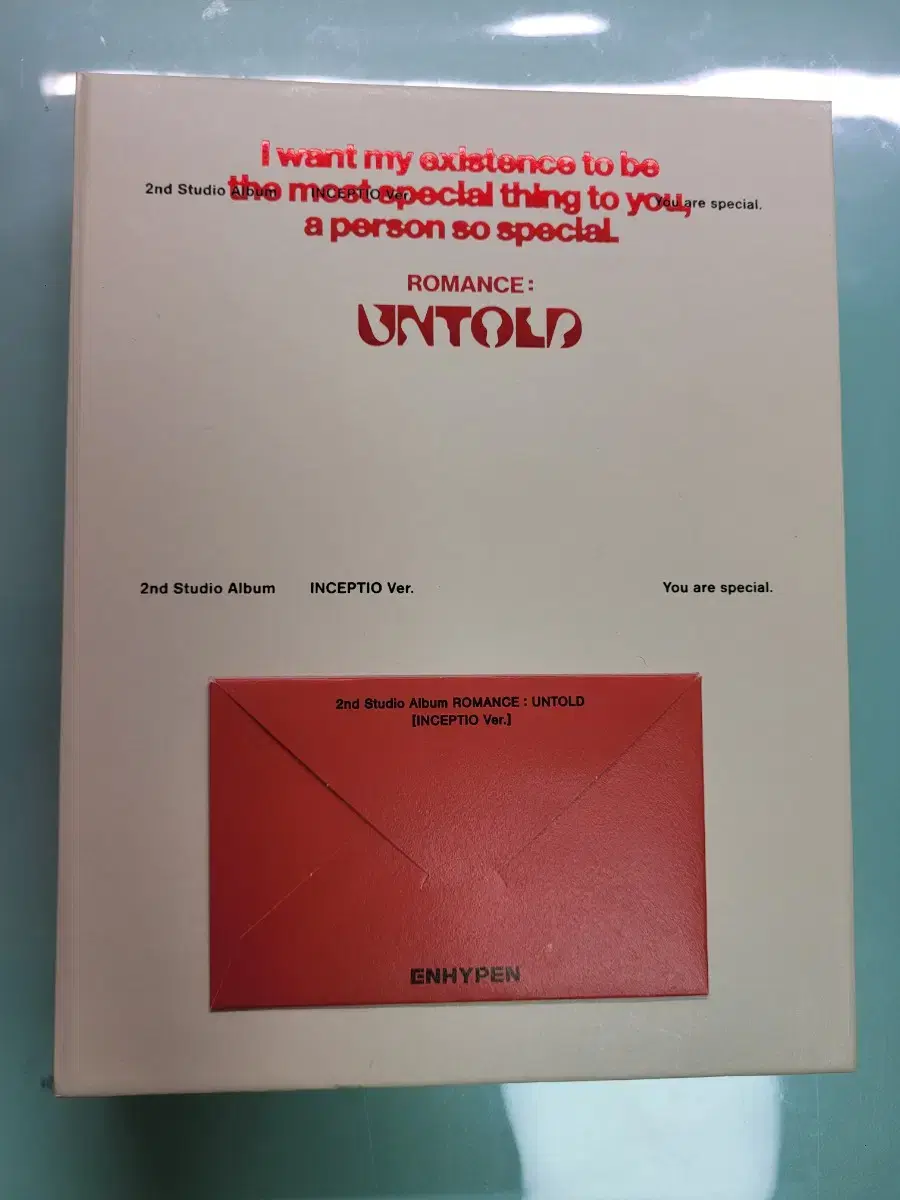 I want my existence to be
the most special thing to you,
a person so special.
2nd Studio Album INCEPTIO Ver. You are special.
ROMANCE :
UNTOLD
2nd Studio Album INCEPTIO Ver. You are special.
2nd Studio Album ROMANCE : UNTOLD
[INCEPTIO Ver.]
ENHYPEN